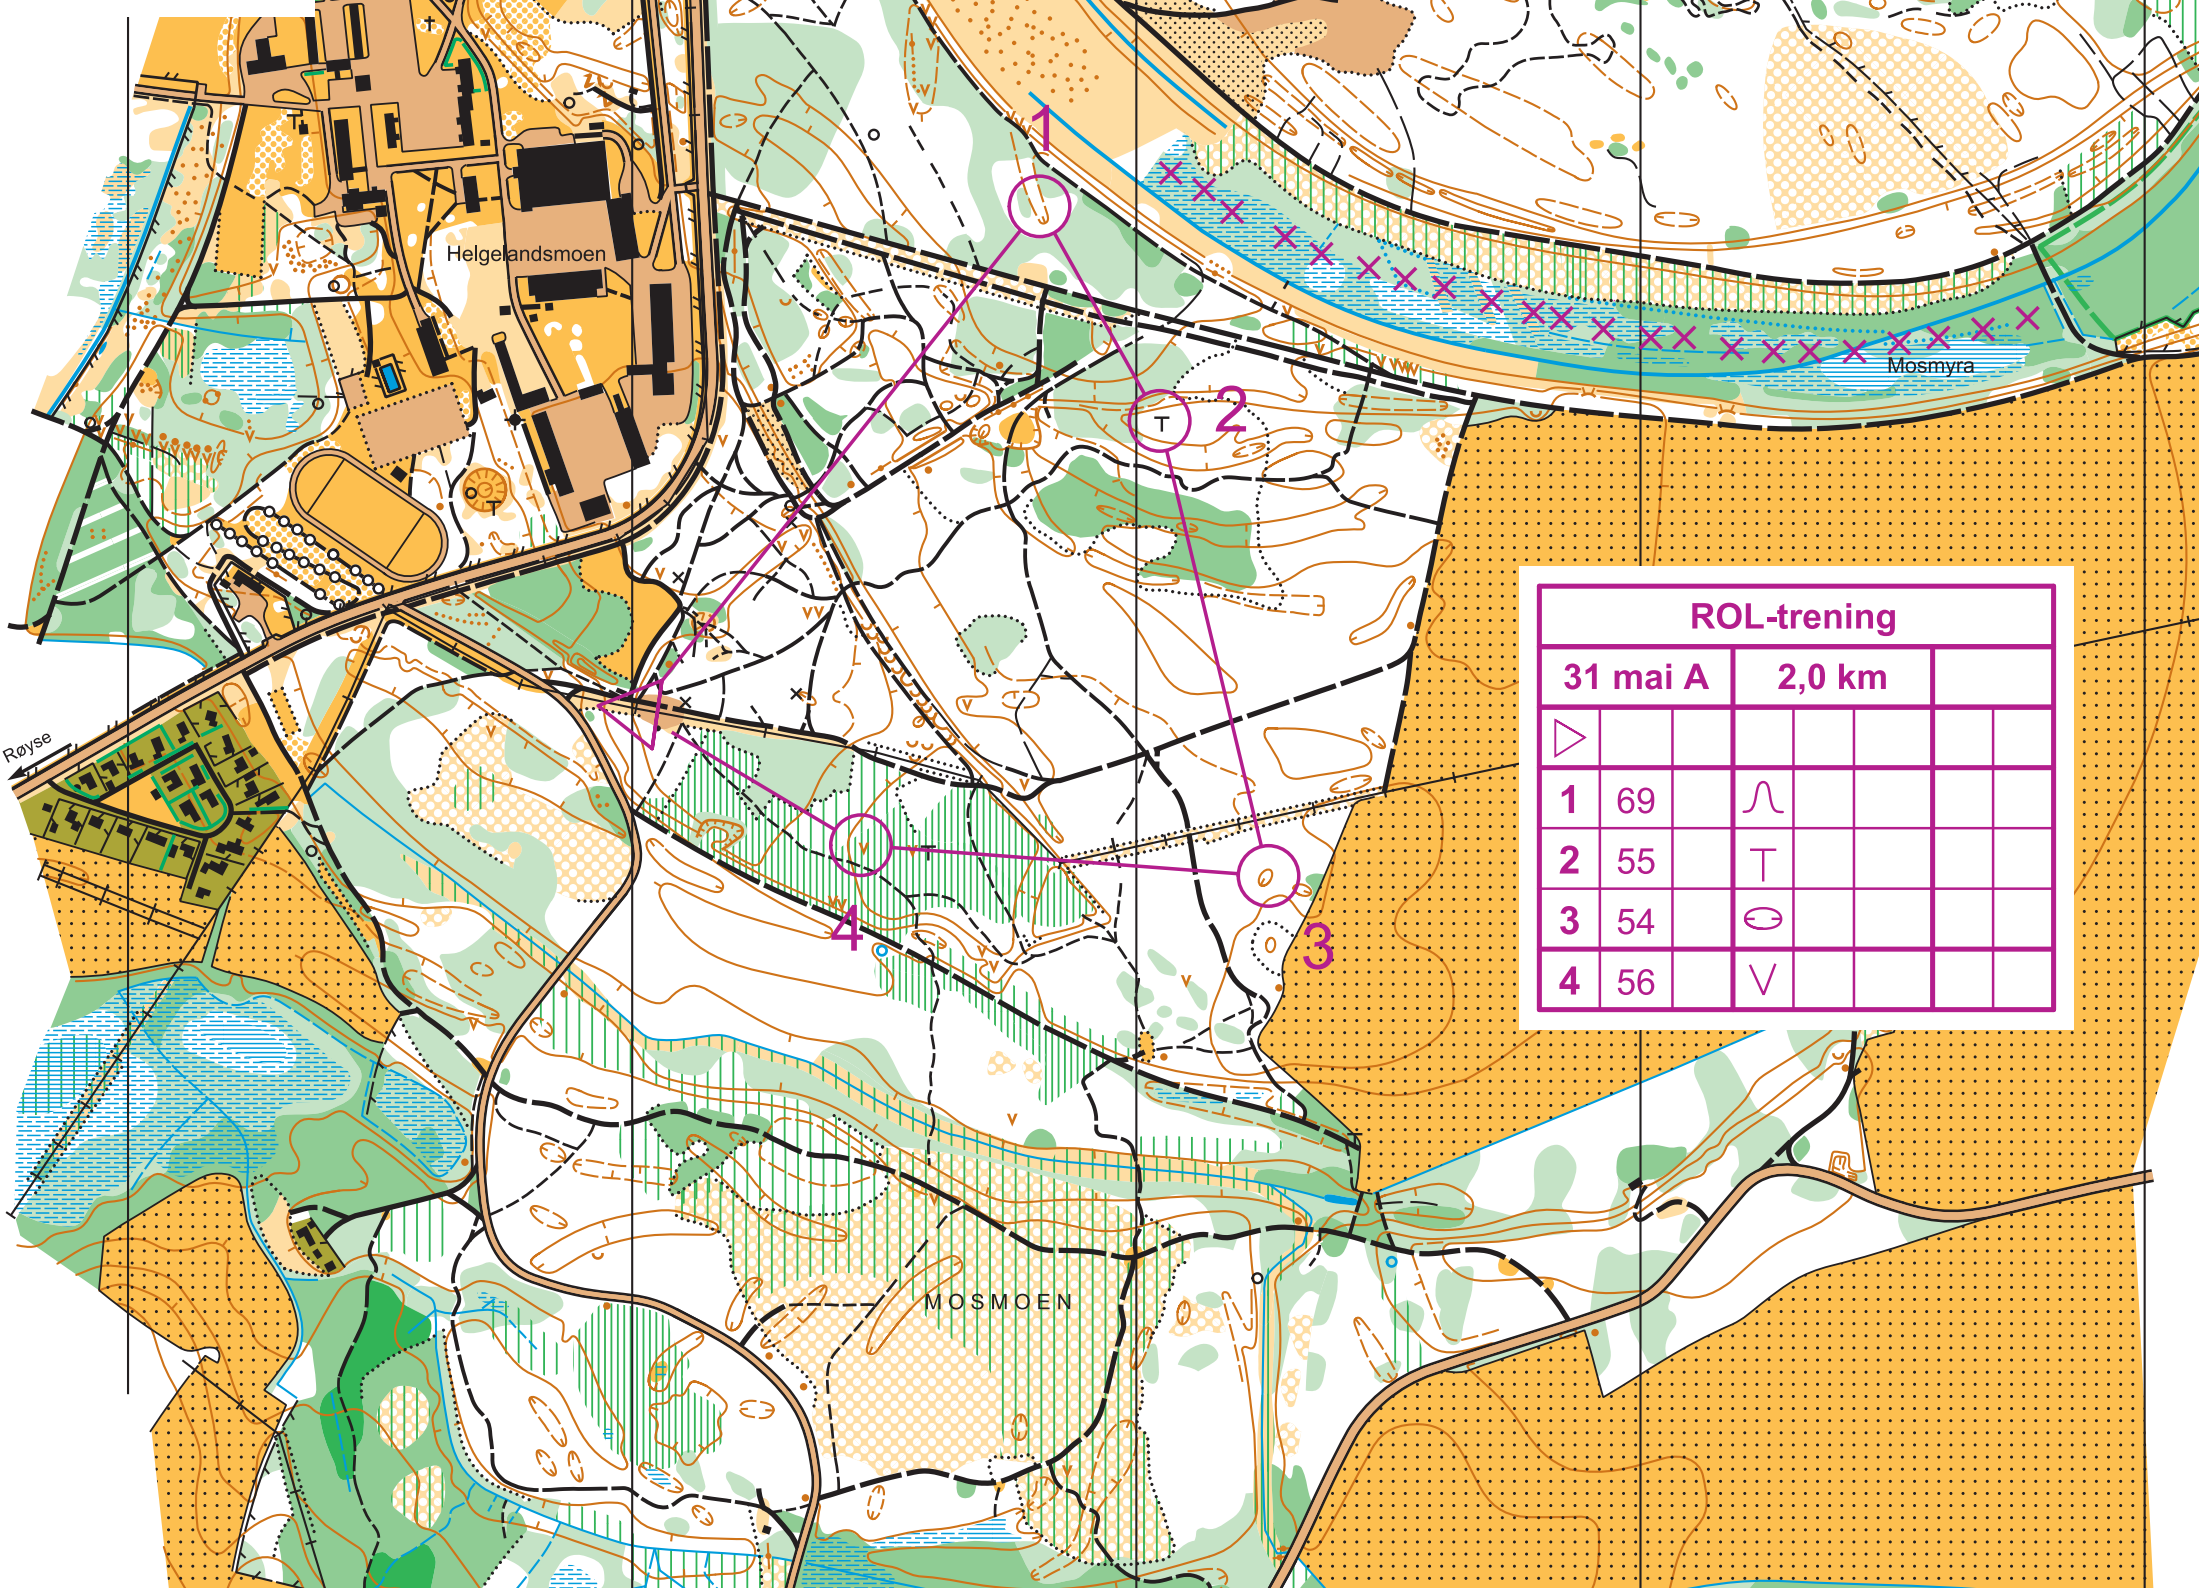 1
Helgelandsmoen
Mosmyra
2
ROL-trening
31 mai A 2,0 km
1 69
2 55
3 54
4 56
Røyse
4
3
MOSMOEN